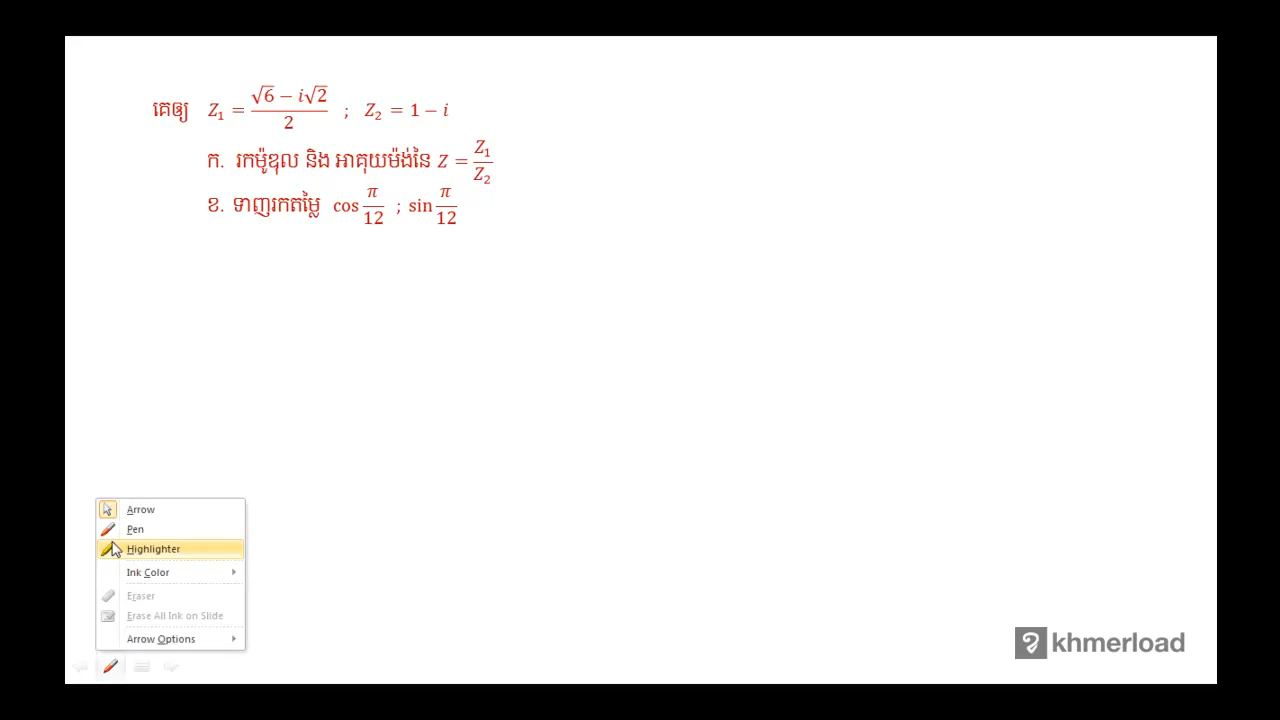 គេឲ្យ Z₁ = (√6 − i√2)/2 ; Z₂ = 1 − i
ក. រកម៉ូឌុល និង អាគុយម៉ង់នៃ Z = Z₁/Z₂
ខ. ទាញរកតម្លៃ cos π/12 ; sin π/12
Arrow
Pen
Highlighter
Ink Color
Eraser
Erase All Ink on Slide
Arrow Options
khmerload